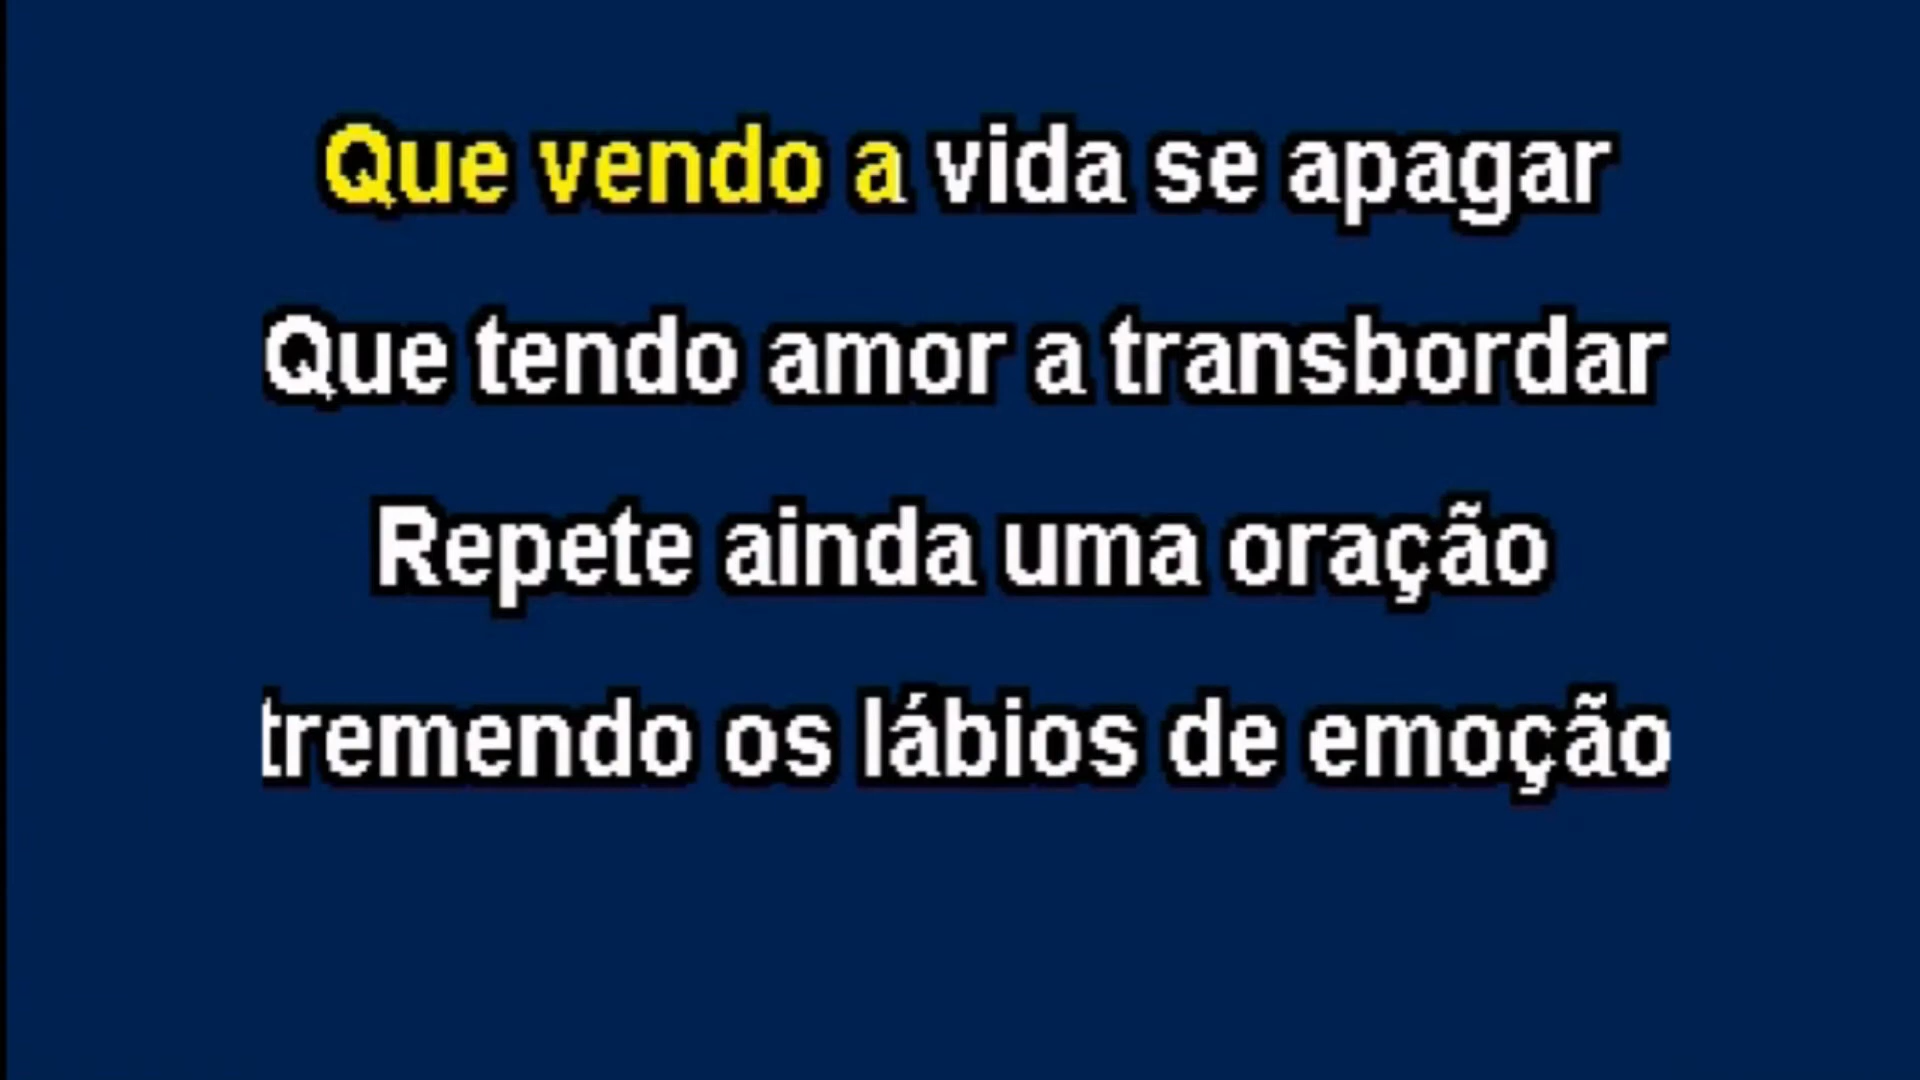 Que vendo a vida se apagar
Que tendo amor a transbordar
Repete ainda uma oração
tremendo os lábios de emoção